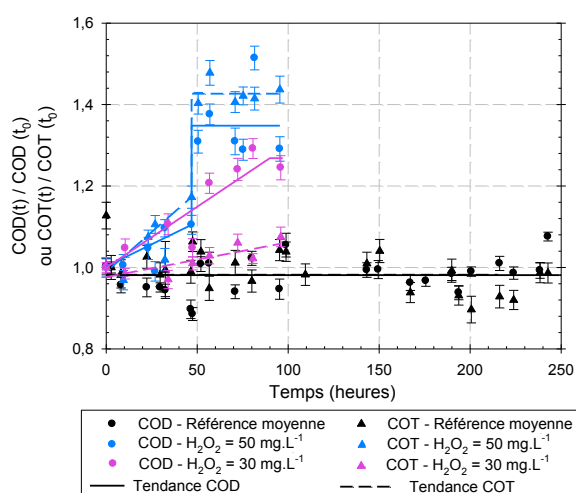 COD(t) / COD (t₀)
ou COT(t) / COT (t₀)
1,6
1,4
1,2
1,0
0,8
0 50 100 150 200 250
Temps (heures)
COD - Référence moyenne
COD - H₂O₂ = 50 mg.L⁻¹
COD - H₂O₂ = 30 mg.L⁻¹
Tendance COD
COT - Référence moyenne
COT - H₂O₂ = 50 mg.L⁻¹
COT - H₂O₂ = 30 mg.L⁻¹
Tendance COT